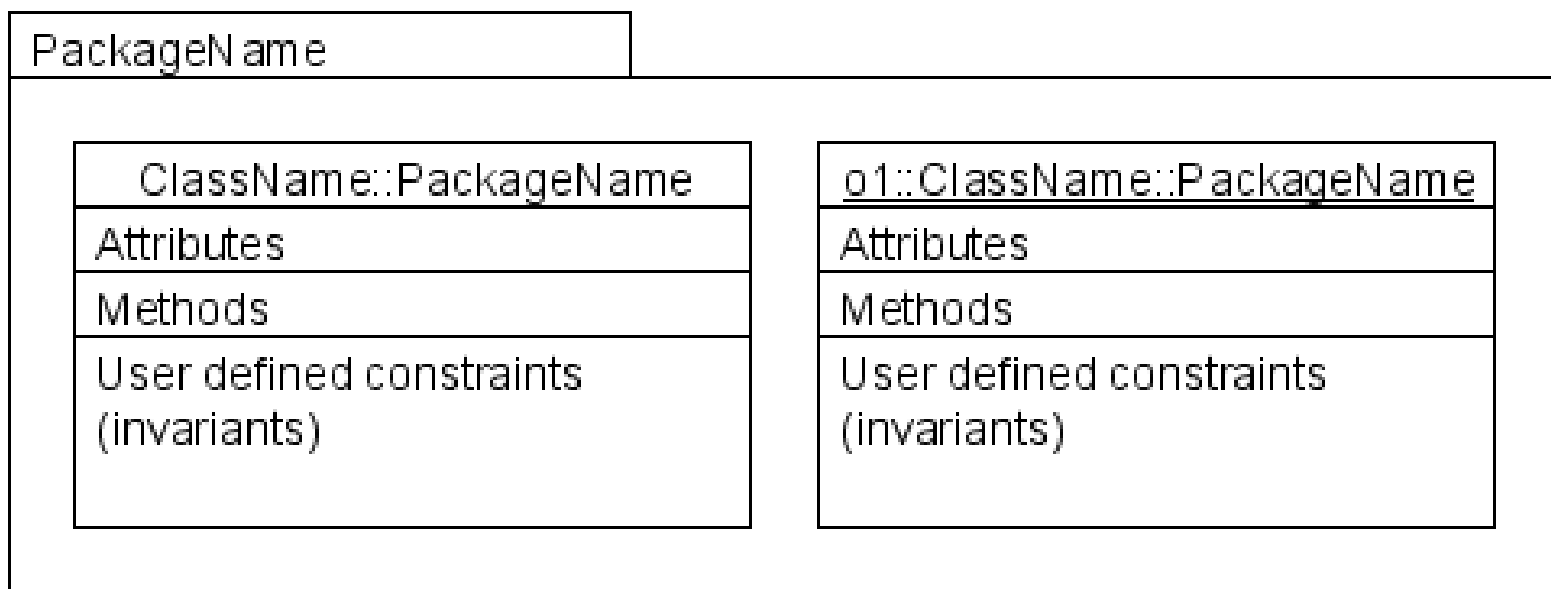 PackageName
ClassName::PackageName
Attributes
Methods
User defined constraints
(invariants)
o1::ClassName::PackageName
Attributes
Methods
User defined constraints
(invariants)